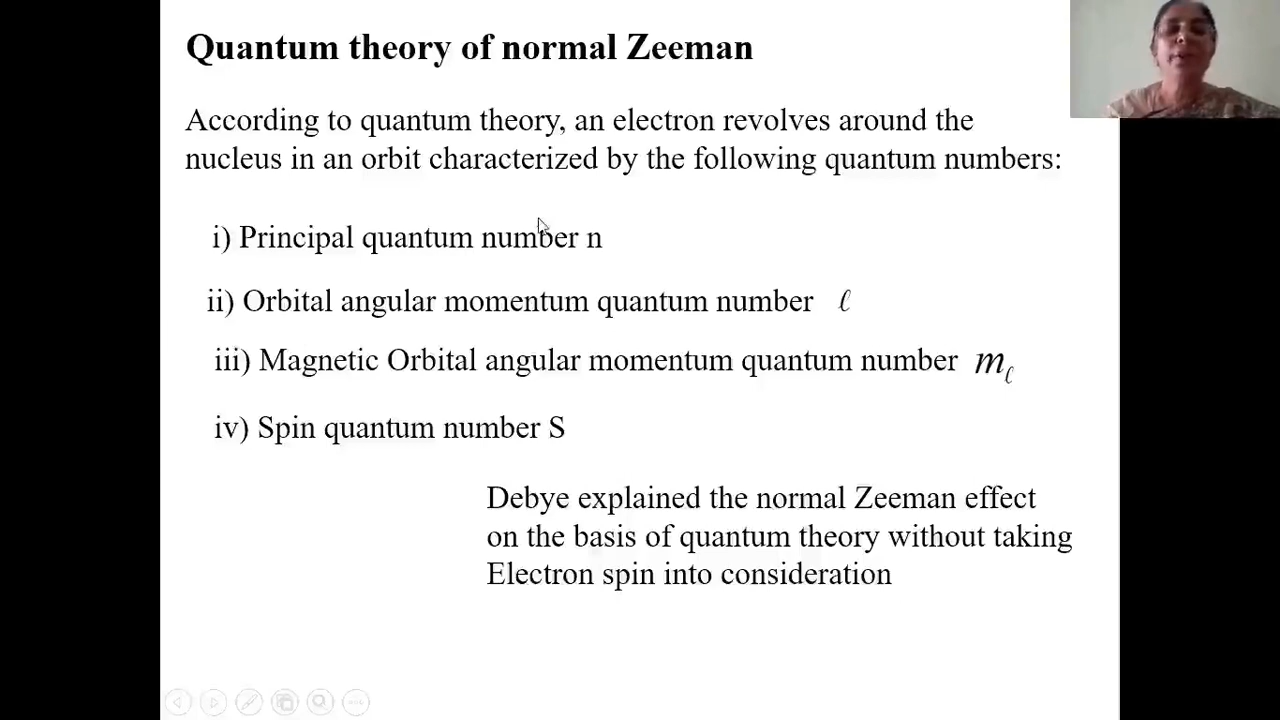 Quantum theory of normal Zeeman
According to quantum theory, an electron revolves around the
nucleus in an orbit characterized by the following quantum numbers:
i) Principal quantum number n
ii) Orbital angular momentum quantum number ℓ
iii) Magnetic Orbital angular momentum quantum number m_ℓ
iv) Spin quantum number S
Debye explained the normal Zeeman effect
on the basis of quantum theory without taking
Electron spin into consideration